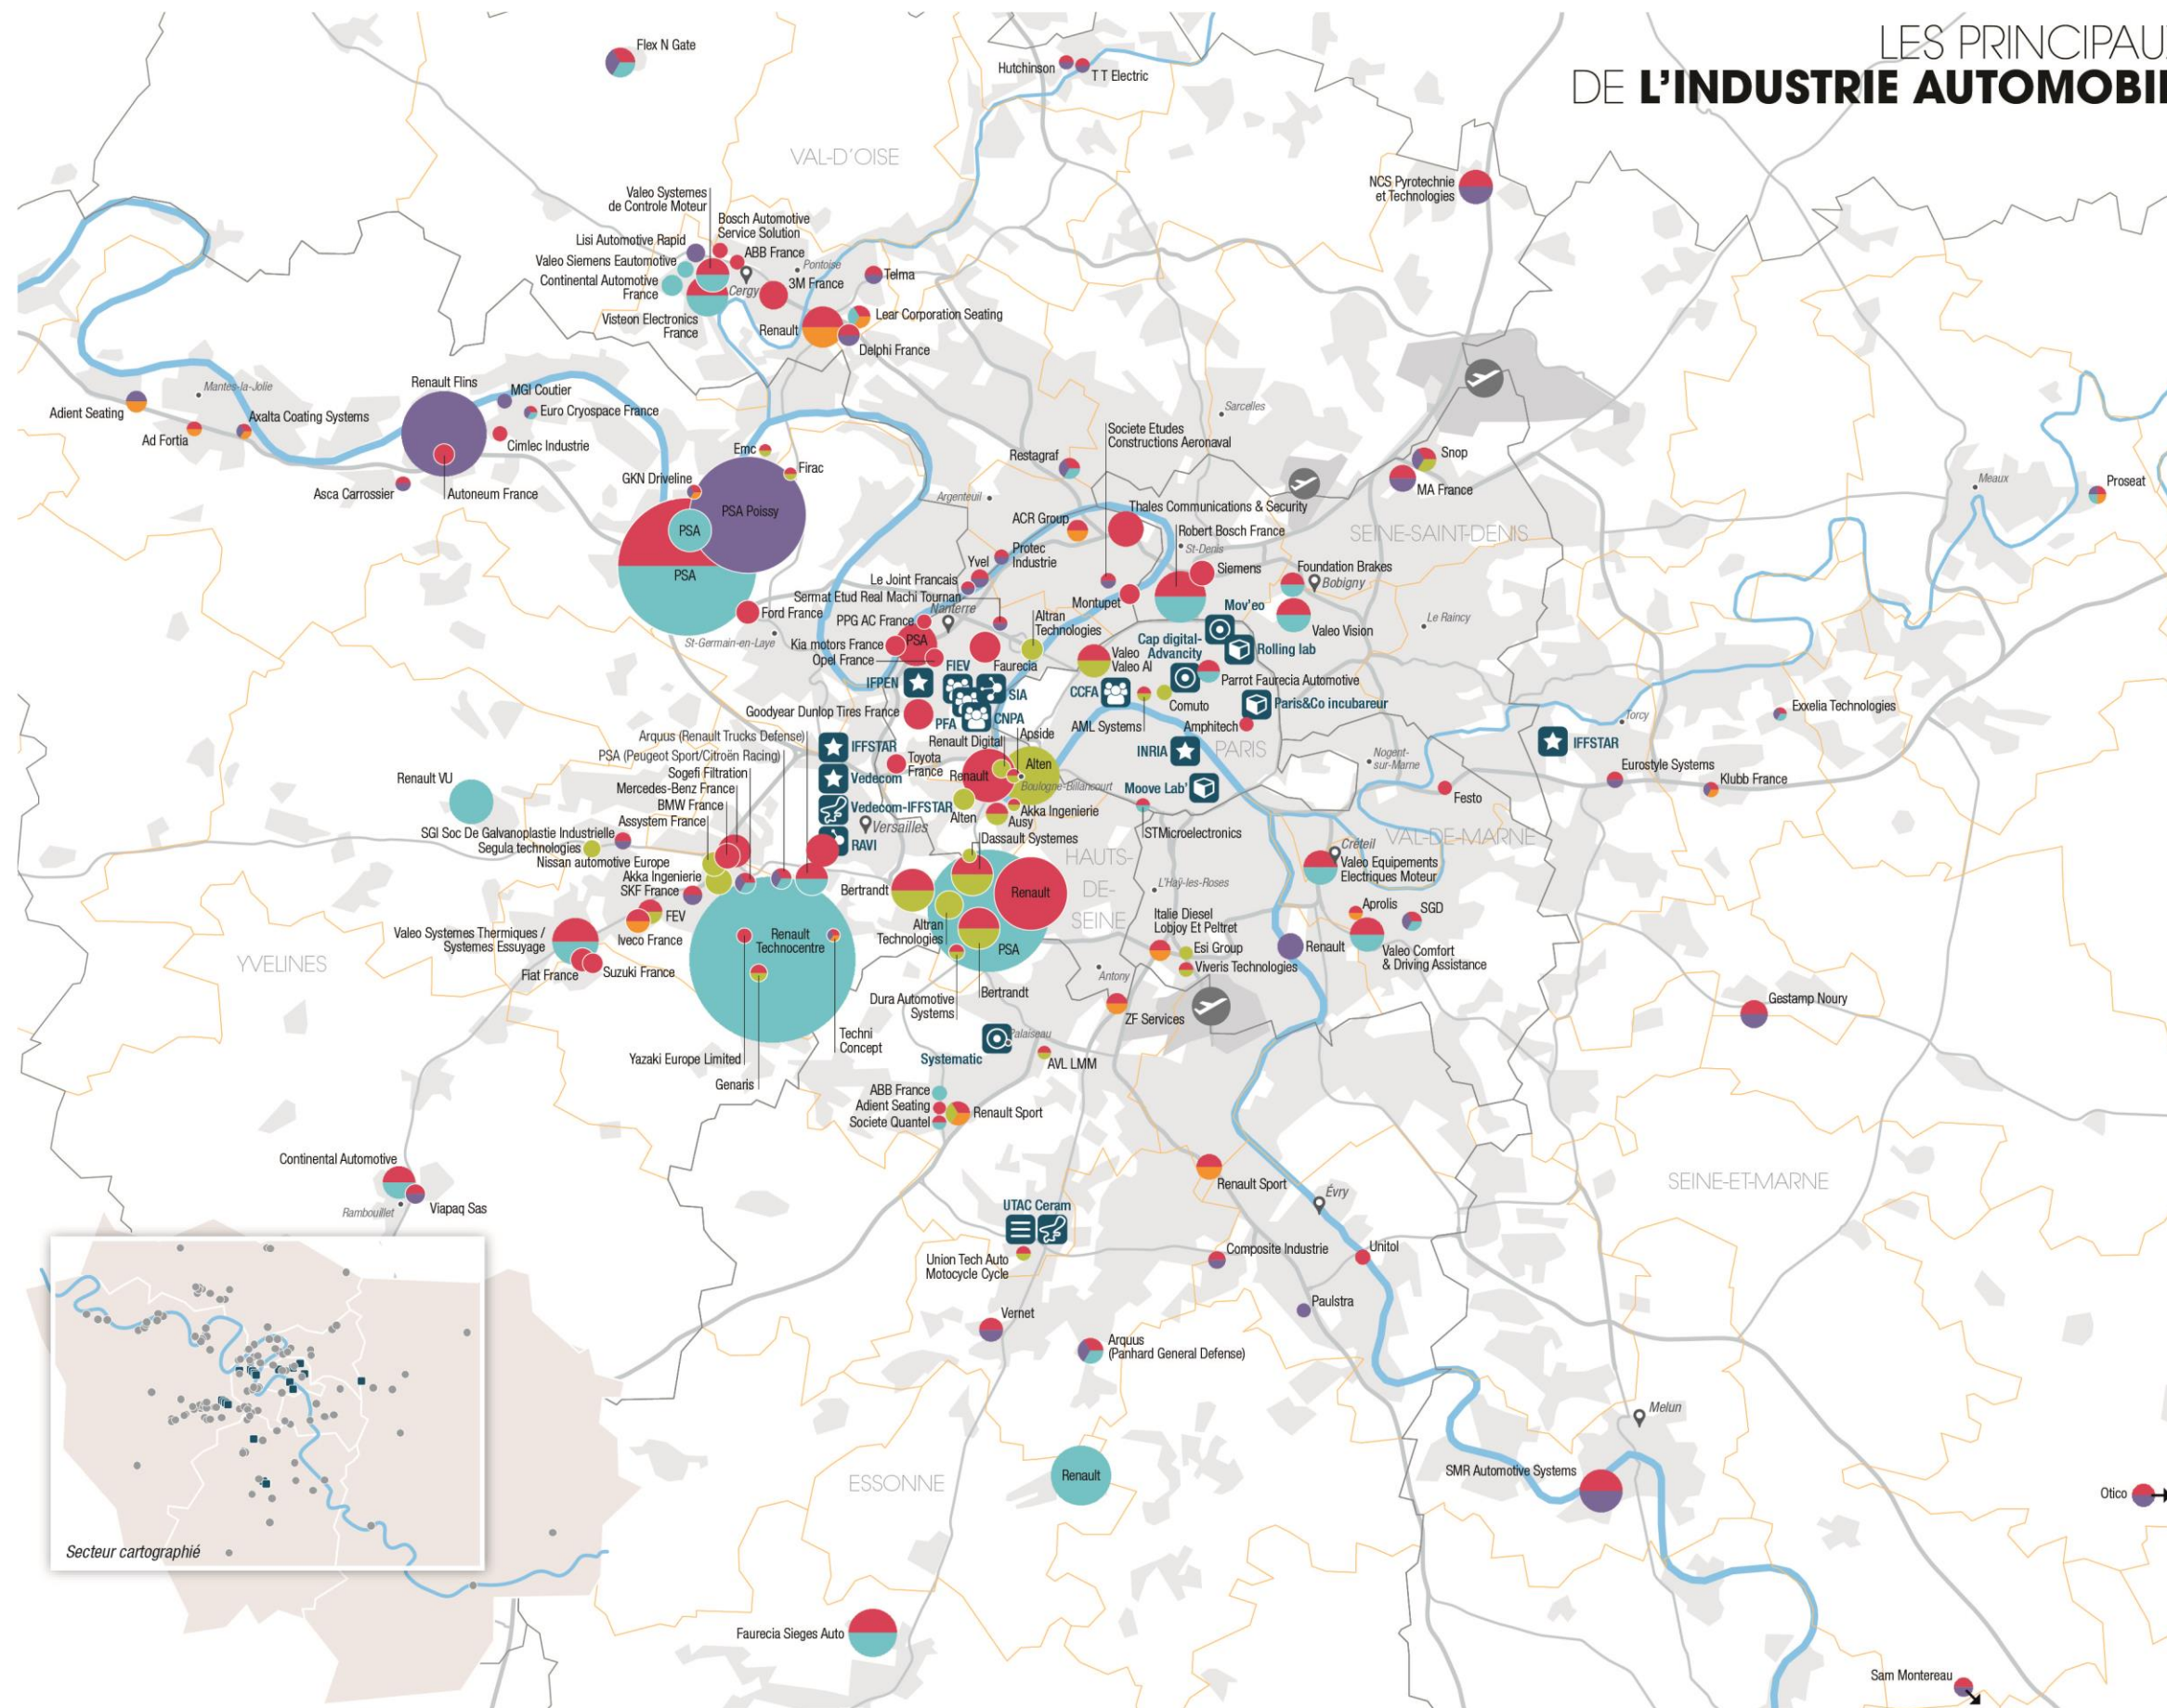 LES PRINCIPAU
DE L'INDUSTRIE AUTOMOBI
Flex N Gate
Hutchinson
T T Electric
VAL-D'OISE
NCS Pyrotechnie
et Technologies
Valeo Systemes
de Controle Moteur
Bosch Automotive
Service Solution
Lisi Automotive Rapid
ABB France
Valeo Siemens Eautomotive
Pontoise
Continental Automotive
France
Cergy
3M France
Telma
Visteon Electronics
France
Renault
Lear Corporation Seating
Delphi France
Mantes-la-Jolie
Renault Flins
MGI Coutier
Adient Seating
Axalta Coating Systems
Euro Cryospace France
Ad Fortia
Cimlec Industrie
Asca Carrossier
Autoneum France
Sarcelles
Societe Etudes
Constructions Aeronaval
Emc
Firac
GKN Driveline
Restagraf
Snop
MA France
Meaux
Proseat
Argenteuil
PSA Poissy
PSA
PSA
ACR Group
Thales Communications & Security
Robert Bosch France
St-Denis
SEINE-SAINT-DENIS
Protec
Industrie
Yvel
Siemens
Foundation Brakes
Bobigny
Le Joint Francais
Sermat Etud Real Machi Tournan
Montupet
Mov'eo
Ford France
PPG AC France
Nanterre
Altran
Technologies
Valeo Vision
Le Raincy
St-Germain-en-Laye
Kia motors France
PSA
Opel France
Faurecia
Valeo
Valeo AI
Cap digital-
Advancity
Rolling lab
FIEV
IFPEN
SIA
CCFA
Parrot Faurecia Automotive
Comuto
Paris&Co incubareur
Goodyear Dunlop Tires France
PFA
CNPA
AML Systems
Amphitech
Exxelia Technologies
Torcy
Arquus (Renault Trucks Defense)
IFFSTAR
Renault Digital
Apside
INRIA
PARIS
IFFSTAR
PSA (Peugeot Sport/Citroën Racing)
Toyota
France
Nogent-
sur-Marne
Sogefi Filtration
Vedecom
Renault
Alten
Eurostyle Systems
Renault VU
Mercedes-Benz France
Boulogne-Billancourt
Moove Lab'
Klubb France
BMW France
Vedecom-IFFSTAR
Alten
Akka Ingenierie
Festo
Assystem France
Versailles
Ausy
SGI Soc De Galvanoplastie Industrielle
Dassault Systemes
STMicroelectronics
VAL-DE-MARNE
Segula technologies
RAVI
Créteil
Nissan automotive Europe
HAUTS-
DE-
SEINE
Valeo Equipements
Electriques Moteur
Akka Ingenierie
SKF France
Bertrandt
Renault
L'Haÿ-les-Roses
Aprolis
SGD
FEV
Italie Diesel
Lobjoy Et Peltret
Iveco France
Altran
Technologies
Valeo Systemes Thermiques /
Systemes Essuyage
Renault
Technocentre
PSA
Esi Group
Renault
Valeo Comfort
& Driving Assistance
YVELINES
Fiat France
Suzuki France
Antony
Viveris Technologies
Dura Automotive
Systems
Bertrandt
Gestamp Noury
ZF Services
Techni
Concept
Palaiseau
Systematic
Yazaki Europe Limited
AVL LMM
Genaris
ABB France
Adient Seating
Societe Quantel
Renault Sport
Continental Automotive
Viapaq Sas
Rambouillet
Renault Sport
SEINE-ET-MARNE
Évry
UTAC Ceram
Union Tech Auto
Motocycle Cycle
Composite Industrie
Unitol
Paulstra
Vernet
Arquus
(Panhard General Defense)
Melun
ESSONNE
Renault
SMR Automotive Systems
Otico
Secteur cartographié
Faurecia Sieges Auto
Sam Montereau